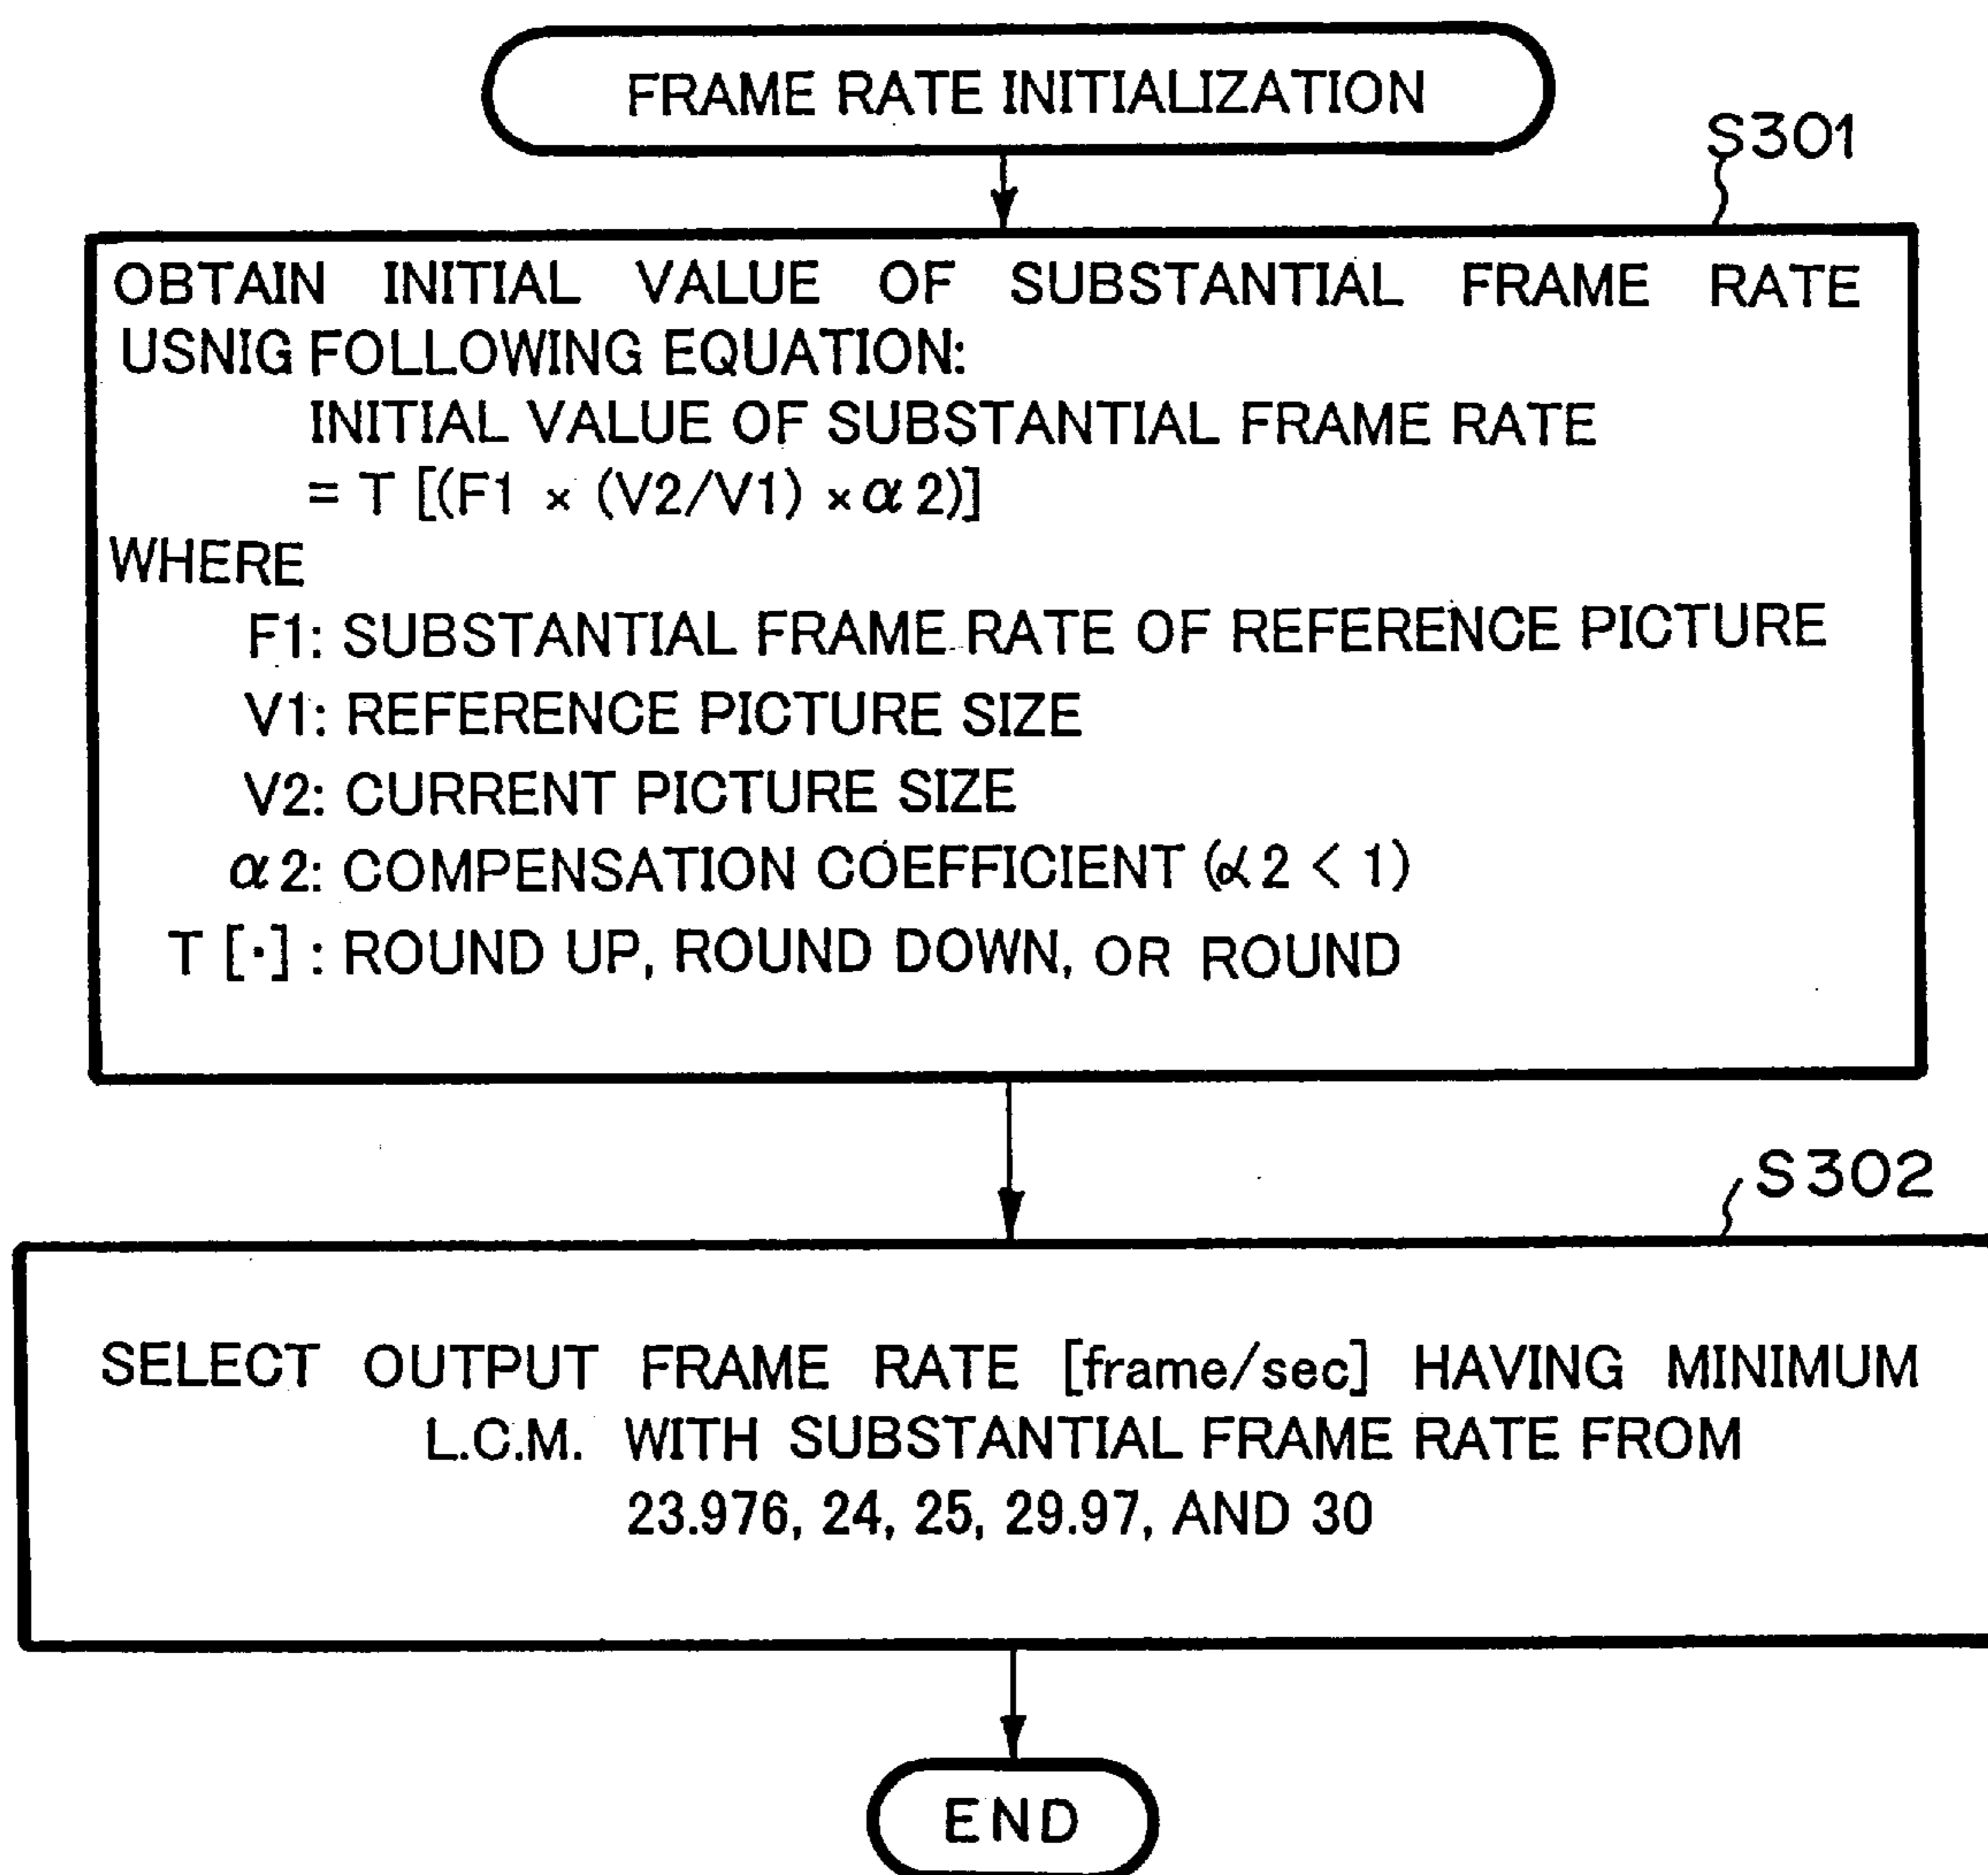 FRAME RATE INITIALIZATION
S301
OBTAIN INITIAL VALUE OF SUBSTANTIAL FRAME RATE
USNIG FOLLOWING EQUATION:
INITIAL VALUE OF SUBSTANTIAL FRAME RATE
= T [(F1 × (V2/V1) × α2)]
WHERE
F1: SUBSTANTIAL FRAME RATE OF REFERENCE PICTURE
V1: REFERENCE PICTURE SIZE
V2: CURRENT PICTURE SIZE
α2: COMPENSATION COEFFICIENT (α2 < 1)
T [·] : ROUND UP, ROUND DOWN, OR ROUND
S302
SELECT OUTPUT FRAME RATE [frame/sec] HAVING MINIMUM
L.C.M. WITH SUBSTANTIAL FRAME RATE FROM
23.976, 24, 25, 29.97, AND 30
END